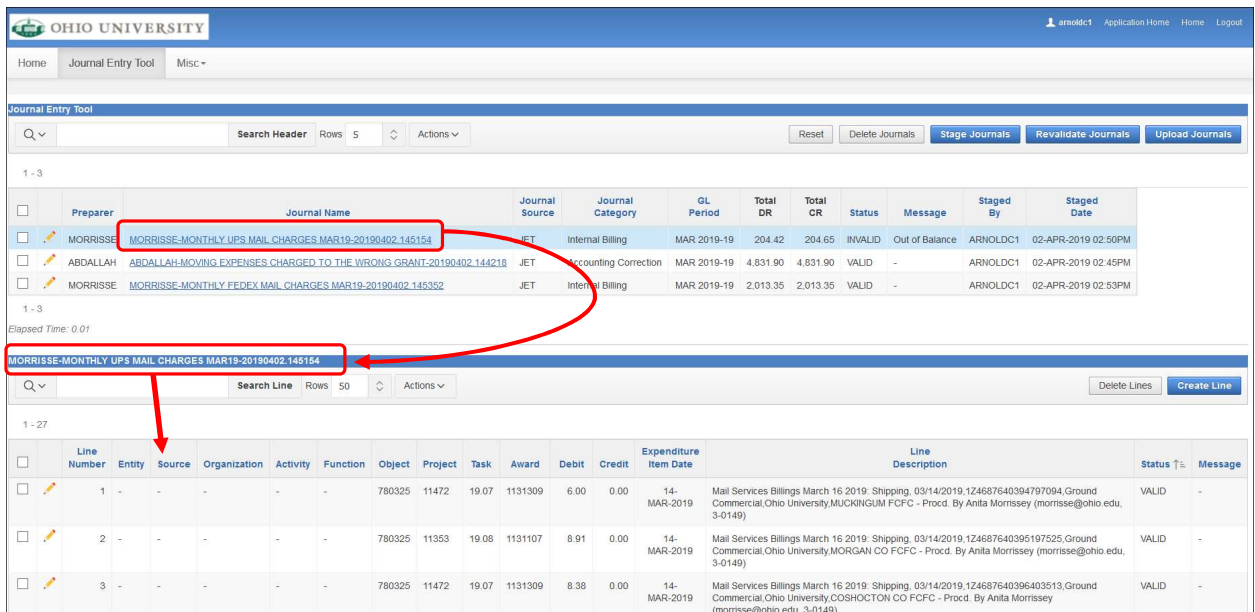 OHIO UNIVERSITY
arnoldc1 Application Home Home Logout
Home Journal Entry Tool Misc
Journal Entry Tool
Search Header Rows 5 Actions Reset Delete Journals Stage Journals Revalidate Journals Upload Journals
1 - 3
Preparer Journal Name Journal Source Journal Category GL Period Total DR Total CR Status Message Staged By Staged Date
MORRISSE MORRISSE-MONTHLY UPS MAIL CHARGES MAR19-20190402.145154 JET Internal Billing MAR 2019-19 204.42 204.65 INVALID Out of Balance ARNOLDC1 02-APR-2019 02:50PM
ABDALLAH ABDALLAH-MOVING EXPENSES CHARGED TO THE WRONG GRANT-20190402.144218 JET Accounting Correction MAR 2019-19 4,831.90 4,831.90 VALID - ARNOLDC1 02-APR-2019 02:45PM
MORRISSE MORRISSE-MONTHLY FEDEX MAIL CHARGES MAR19-20190402.145352 JET Internal Billing MAR 2019-19 2,013.35 2,013.35 VALID - ARNOLDC1 02-APR-2019 02:53PM
1 - 3
Elapsed Time: 0.01
MORRISSE-MONTHLY UPS MAIL CHARGES MAR19-20190402.145154
Search Line Rows 50 Actions Delete Lines Create Line
1 - 27
Line Number Entity Source Organization Activity Function Object Project Task Award Debit Credit Expenditure Item Date Line Description Status Message
1 - - - - - 780325 11472 19.07 1131309 6.00 0.00 14-MAR-2019 Mail Services Billings March 16 2019: Shipping, 03/14/2019,1Z4687640394797094,Ground VALID -
Commercial,Ohio University,MUCKINGUM FCFC - Procd. By Anita Morrissey (morrisse@ohio.edu,
3-0149)
2 - - - - - 780325 11353 19.08 1131107 8.91 0.00 14-MAR-2019 Mail Services Billings March 16 2019: Shipping, 03/14/2019,1Z4687640395197525,Ground VALID -
Commercial,Ohio University,MORGAN CO FCFC - Procd. By Anita Morrissey (morrisse@ohio.edu,
3-0149)
3 - - - - - 780325 11472 19.07 1131309 8.38 0.00 14-MAR-2019 Mail Services Billings March 16 2019: Shipping, 03/14/2019,1Z4687640396403513,Ground VALID -
Commercial,Ohio University,COSHOCTON CO FCFC - Procd. By Anita Morrissey
(morrisse@ohio.edu, 3-0149)